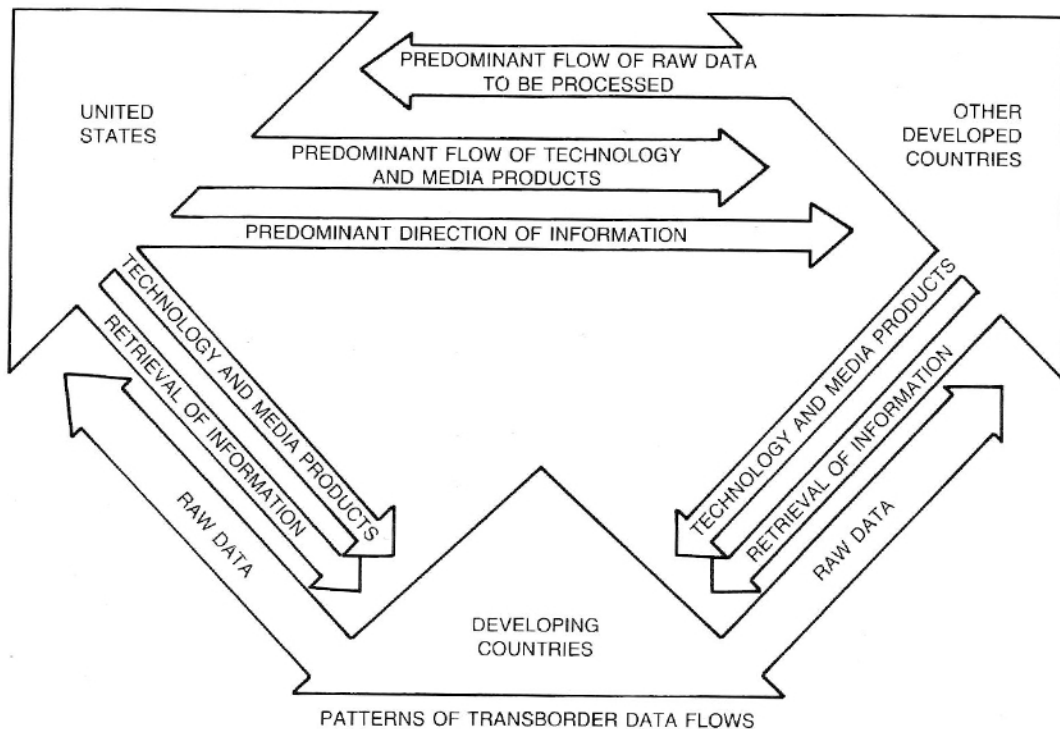 PREDOMINANT FLOW OF RAW DATA
TO BE PROCESSED
UNITED
STATES
OTHER
DEVELOPED
COUNTRIES
PREDOMINANT FLOW OF TECHNOLOGY
AND MEDIA PRODUCTS
PREDOMINANT DIRECTION OF INFORMATION
TECHNOLOGY AND MEDIA PRODUCTS
RETRIEVAL OF INFORMATION
RAW DATA
TECHNOLOGY AND MEDIA PRODUCTS
RETRIEVAL OF INFORMATION
RAW DATA
DEVELOPING
COUNTRIES
PATTERNS OF TRANSBORDER DATA FLOWS